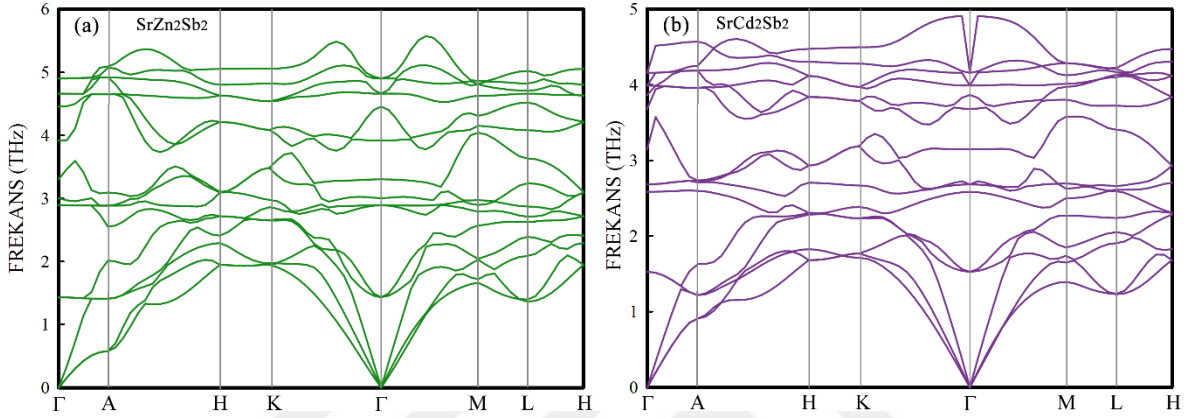 (a) SrZn₂Sb₂
FREKANS (THz)
6
5
4
3
2
1
0
Γ A H K Γ M L H
(b) SrCd₂Sb₂
FREKANS (THz)
5
4
3
2
1
0
Γ A H K Γ M L H